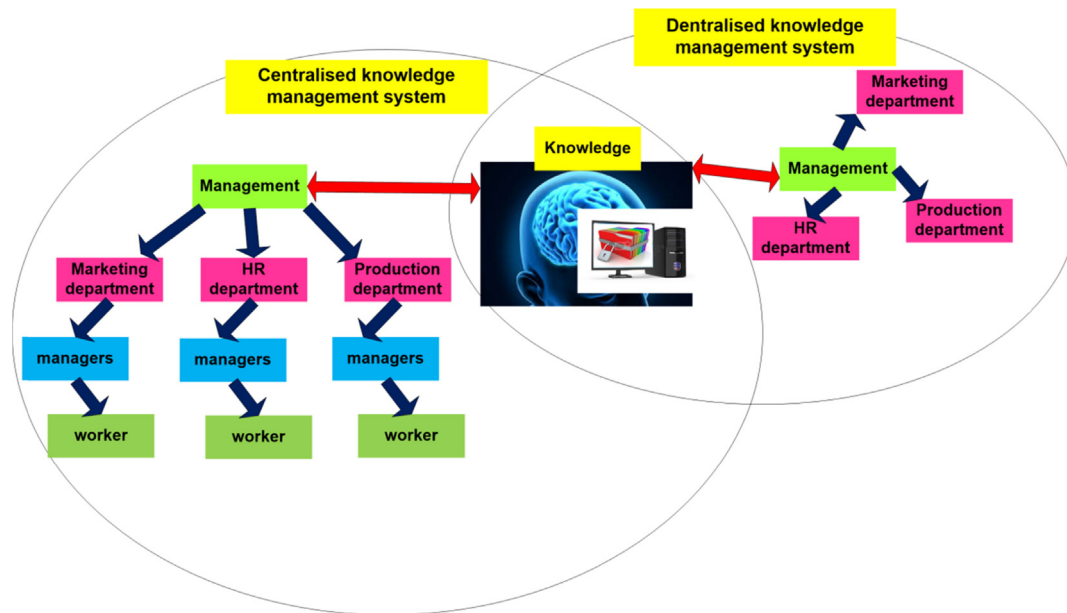 Dentralised knowledge
management system
Centralised knowledge
management system
Marketing
department
Knowledge
Management
Management
Production
department
HR
department
Marketing
department
HR
department
Production
department
managers
managers
managers
worker
worker
worker